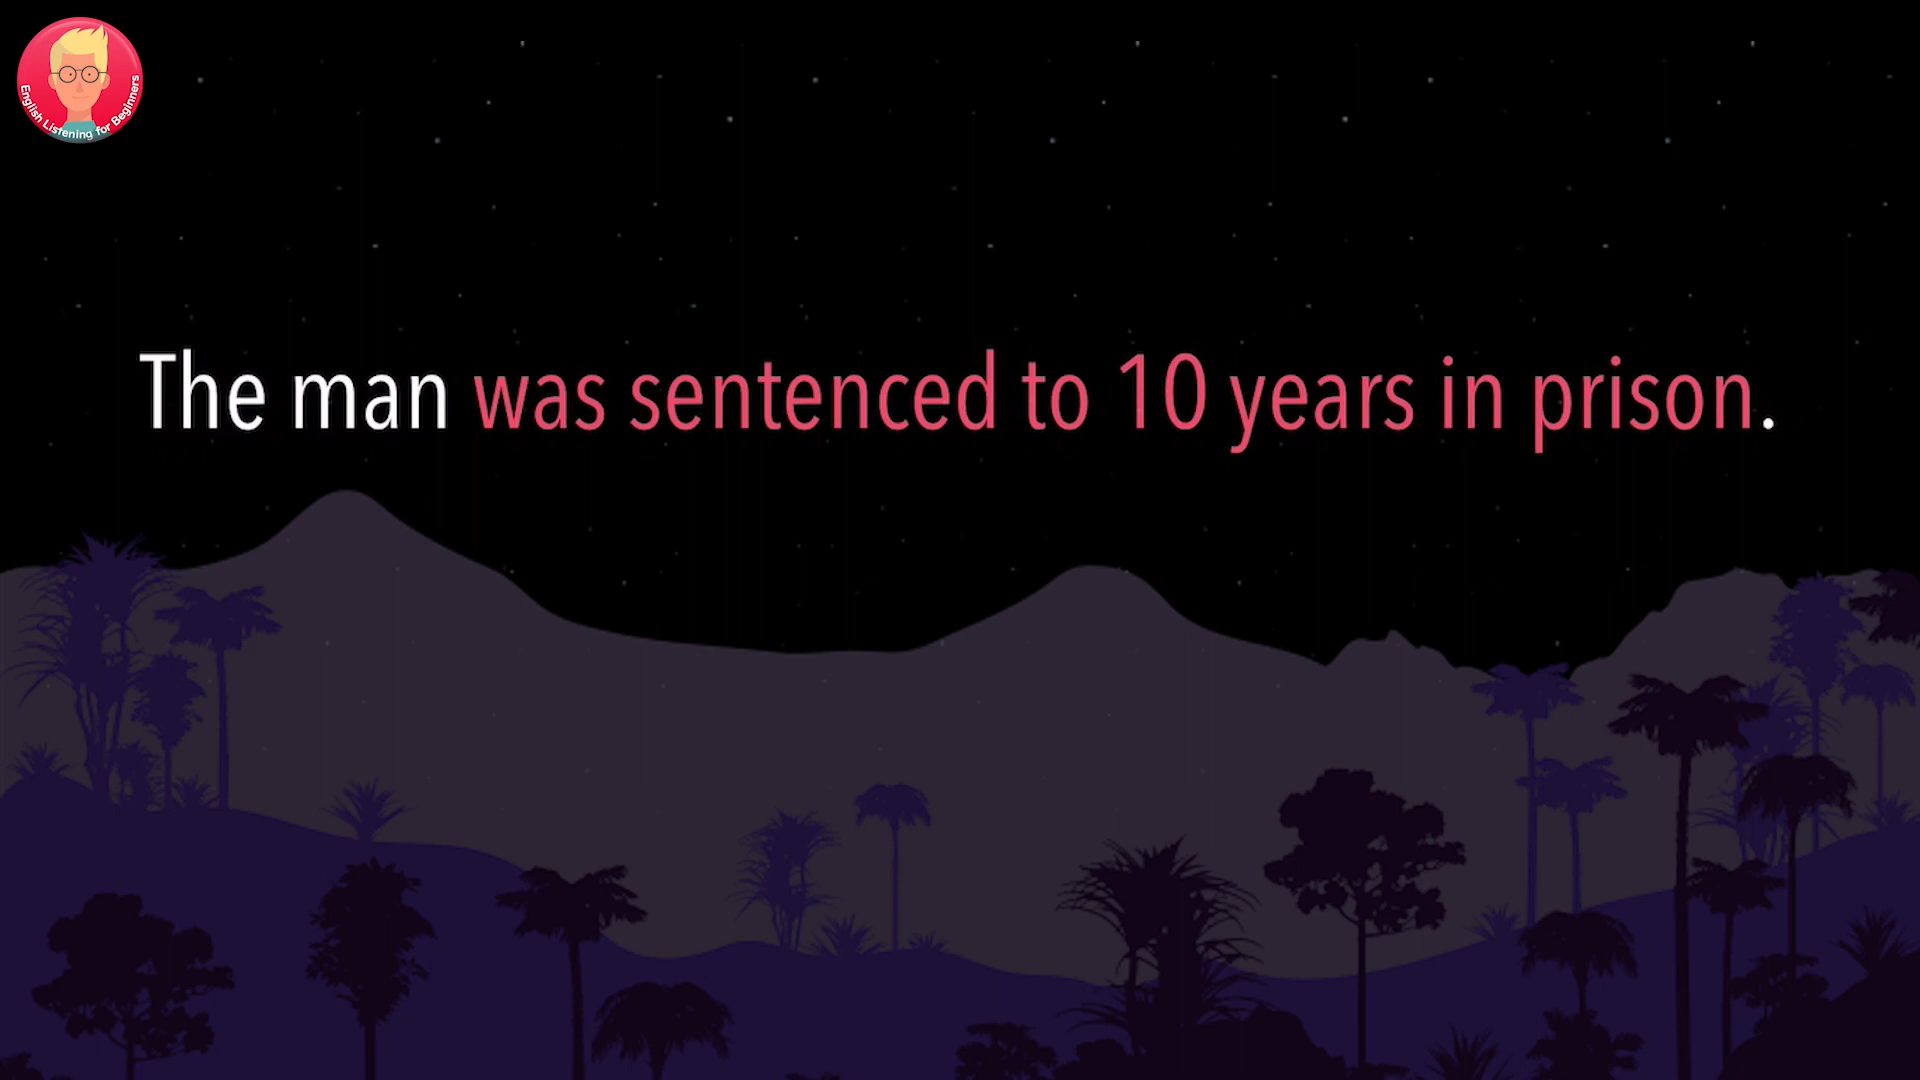 English Listening for Beginners
The man was sentenced to 10 years in prison.